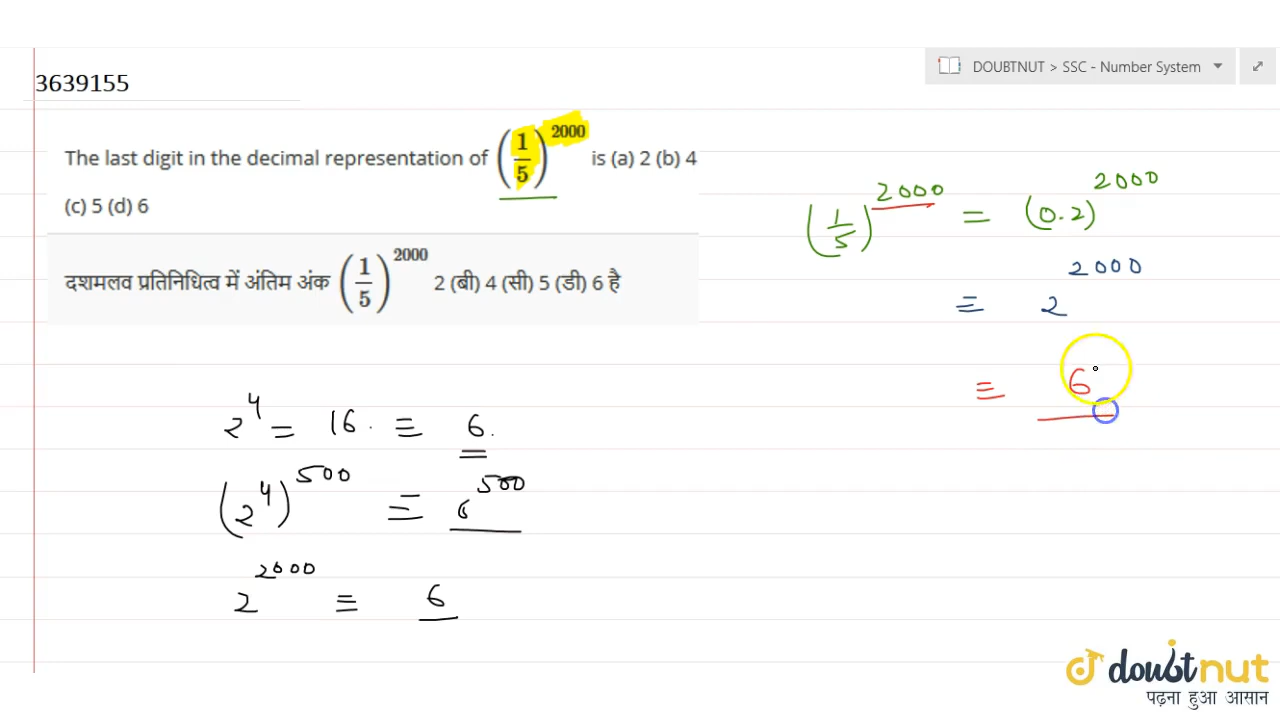 3639155
DOUBTNUT > SSC - Number System
The last digit in the decimal representation of (1/5)^2000 is (a) 2 (b) 4
(c) 5 (d) 6
दशमलव प्रतिनिधित्व में अंतिम अंक (1/5)^2000 2 (बी) 4 (सी) 5 (डी) 6 है
(1/5)^2000 = (0.2)^2000
≡ 2^2000
≡ 6
2^4 = 16. ≡ 6.
(2^4)^500 ≡ 6^500
2^2000 ≡ 6
doubtnut
पढ़ना हुआ आसान